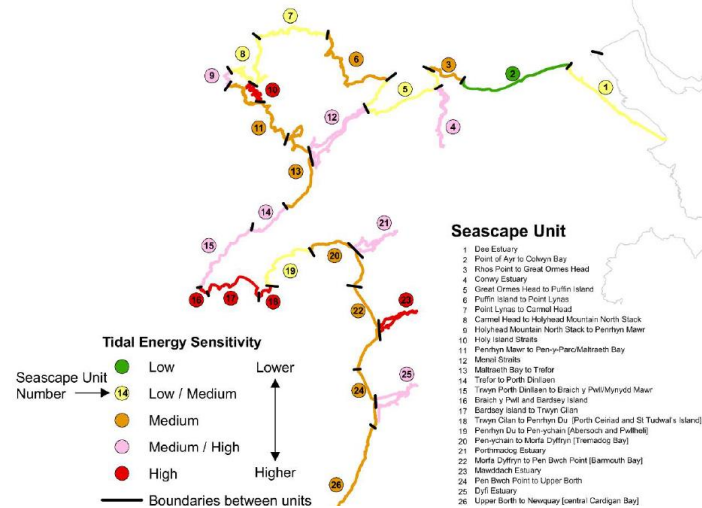 7
8
6
9
10
3
2
5
1
12
11
4
13
14
21
15
20
19
16
17
18
22
23
25
24
26
Tidal Energy Sensitivity
Low
Lower
Seascape Unit
Number
14
Low / Medium
Medium
Medium / High
High
Higher
Boundaries between units
Seascape Unit
1 Dee Estuary
2 Point of Ayr to Colwyn Bay
3 Rhos Point to Great Ormes Head
4 Conwy Estuary
5 Great Ormes Head to Puffin Island
6 Puffin Island to Point Lynas
7 Point Lynas to Carmel Head
8 Carmel Head to Holyhead Mountain North Stack
9 Holyhead Mountain North Stack to Penrhyn Mawr
10 Holy Island Straits
11 Penrhyn Mawr to Pen-y-Parc/Maltraeth Bay
12 Menai Straits
13 Maltraeth Bay to Trefor
14 Trefor to Porth Dinllaen
15 Trwyn Porth Dinllaen to Braich y Pwll/Mynydd Mawr
16 Braich y Pwll and Bardsey Island
17 Bardsey Island to Trwyn Cilan
18 Trwyn Cilan to Penrhyn Du [Porth Ceiriad and St Tudwal's Island]
19 Penrhyn Du to Pen-ychain [Abersoch and Pwllheli]
20 Pen-ychain to Morfa Dyffryn [Tremadog Bay]
21 Porthmadog Estuary
22 Morfa Dyffryn to Pen Bwch Point [Barmouth Bay]
23 Mawddach Estuary
24 Pen Bwch Point to Upper Borth
25 Dyfi Estuary
26 Upper Borth to Newquay [central Cardigan Bay]